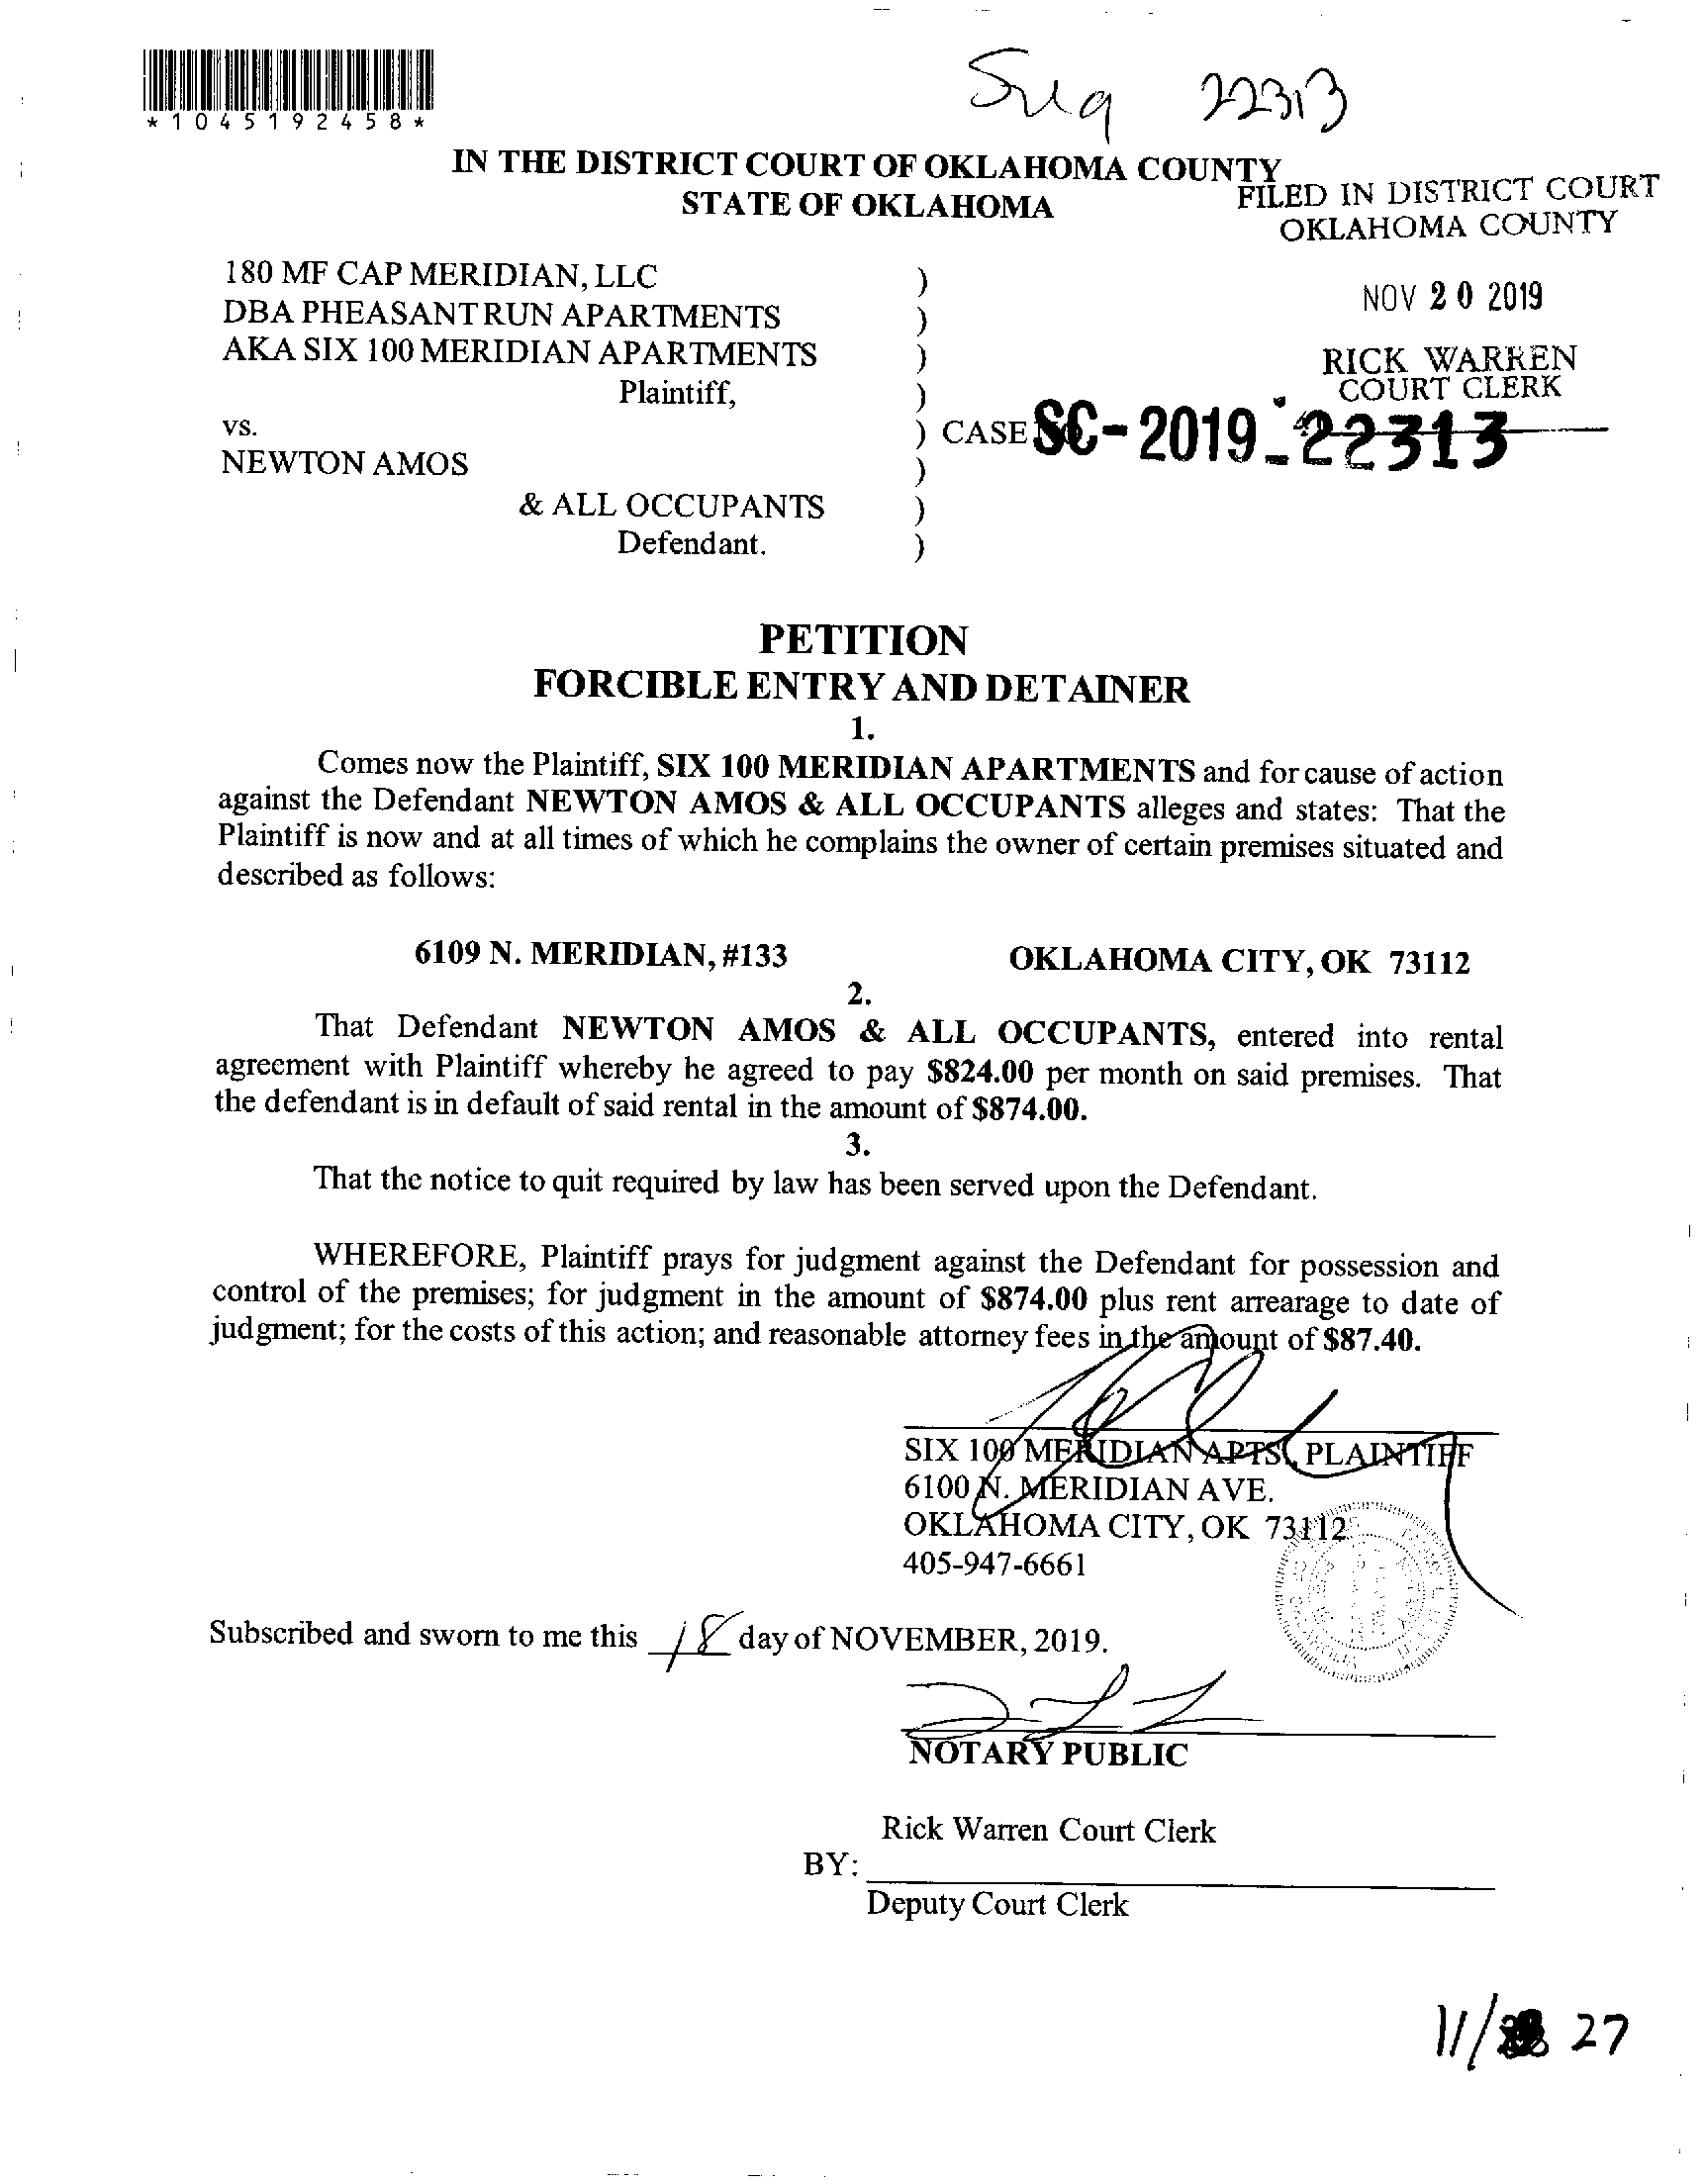 *1045192458*
22313
IN THE DISTRICT COURT OF OKLAHOMA COUNTY
STATE OF OKLAHOMA
FILED IN DISTRICT COURT
OKLAHOMA COUNTY
NOV 20 2019
RICK WARREN
COURT CLERK
180 MF CAP MERIDIAN, LLC )
DBA PHEASANT RUN APARTMENTS )
AKA SIX 100 MERIDIAN APARTMENTS )
Plaintiff, )
vs. ) CASE SC-2019-22313
NEWTON AMOS )
& ALL OCCUPANTS )
Defendant. )
PETITION
FORCIBLE ENTRY AND DETAINER
1.
Comes now the Plaintiff, SIX 100 MERIDIAN APARTMENTS and for cause of action
against the Defendant NEWTON AMOS & ALL OCCUPANTS alleges and states: That the
Plaintiff is now and at all times of which he complains the owner of certain premises situated and
described as follows:
6109 N. MERIDIAN, #133 OKLAHOMA CITY, OK 73112
2.
That Defendant NEWTON AMOS & ALL OCCUPANTS, entered into rental
agreement with Plaintiff whereby he agreed to pay $824.00 per month on said premises. That
the defendant is in default of said rental in the amount of $874.00.
3.
That the notice to quit required by law has been served upon the Defendant.
WHEREFORE, Plaintiff prays for judgment against the Defendant for possession and
control of the premises; for judgment in the amount of $874.00 plus rent arrearage to date of
judgment; for the costs of this action; and reasonable attorney fees in the amount of $87.40.
SIX 100 MERIDIAN APTS, PLAINTIFF
6100 N. MERIDIAN AVE.
OKLAHOMA CITY, OK 73112
405-947-6661
Subscribed and sworn to me this 18 day of NOVEMBER, 2019.
NOTARY PUBLIC
Rick Warren Court Clerk
BY:
Deputy Court Clerk
11/ 27